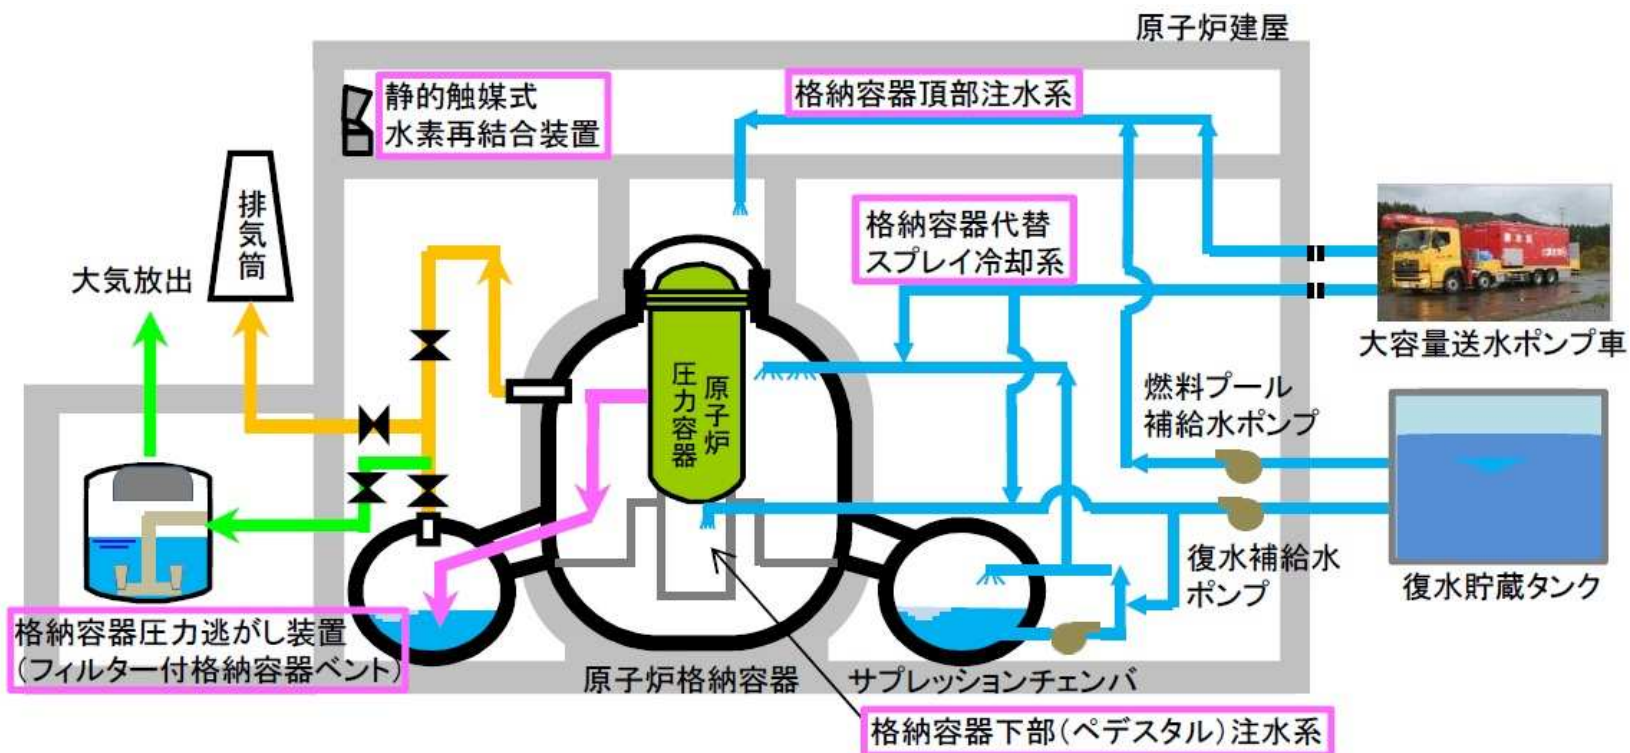 原子炉建屋
静的触媒式
水素再結合装置
格納容器頂部注水系
排気筒
大気放出
格納容器代替
スプレイ冷却系
大容量送水ポンプ車
原子炉
圧力容器
燃料プール
補給水ポンプ
復水補給水
ポンプ
復水貯蔵タンク
格納容器圧力逃がし装置
(フィルター付格納容器ベント)
原子炉格納容器
サプレッションチェンバ
格納容器下部(ペデスタル)注水系